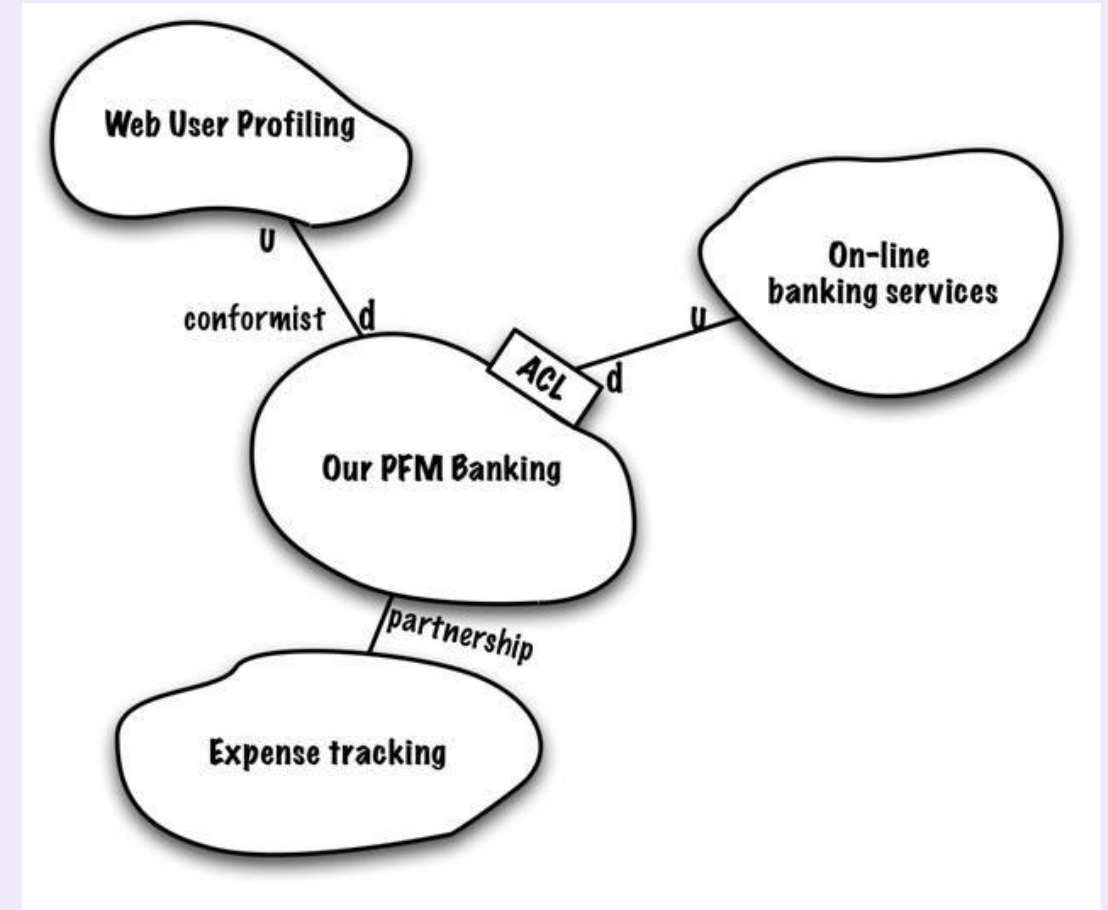 Web User Profiling
U
conformist
d
On-line
banking services
u
ACL
d
Our PFM Banking
partnership
Expense tracking